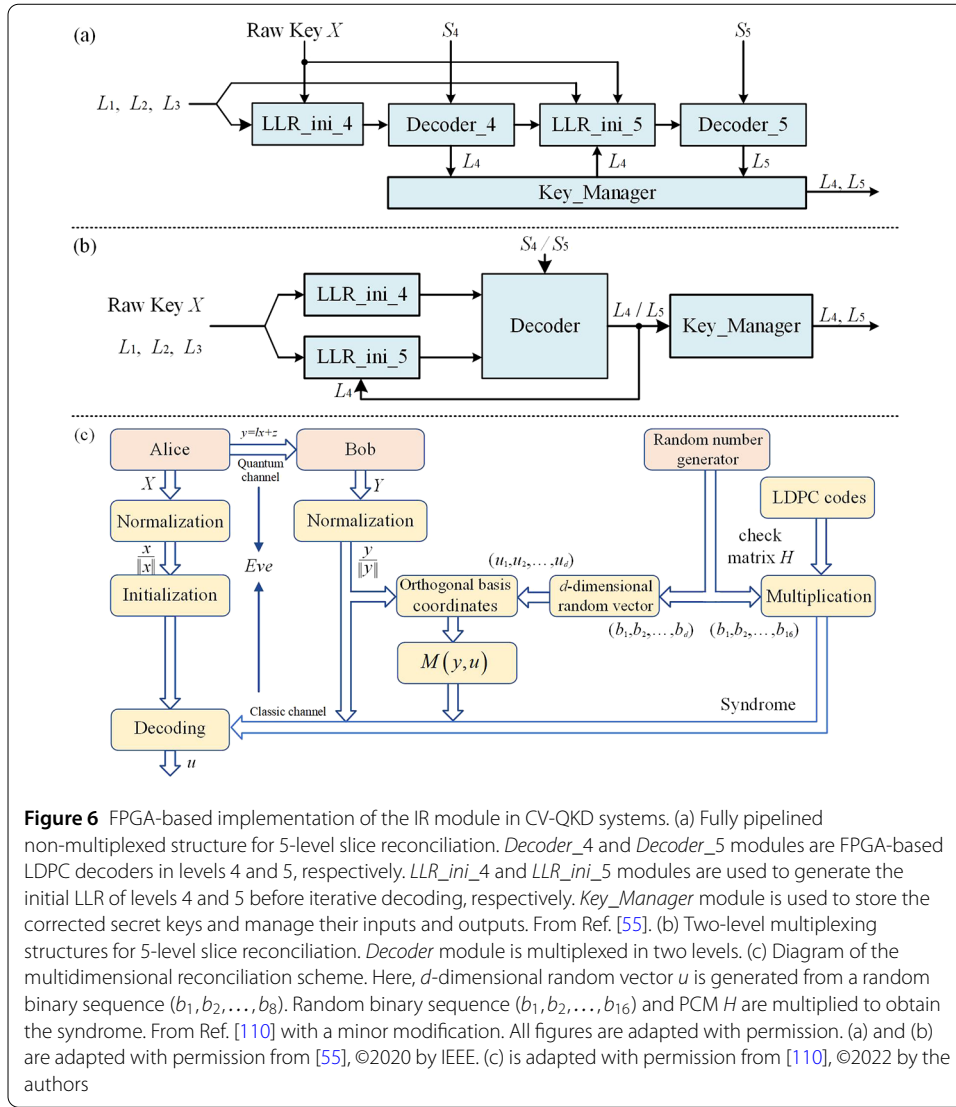 (a)
Raw Key X
S₄
S₅
L₁, L₂, L₃
LLR_ini_4
Decoder_4
LLR_ini_5
Decoder_5
L₄
L₄
L₅
Key_Manager
L₄, L₅
(b)
S₄ / S₅
Raw Key X
L₁, L₂, L₃
LLR_ini_4
LLR_ini_5
Decoder
L₄ / L₅
Key_Manager
L₄, L₅
L₄
(c)
Alice
y=lx+z
Quantum
channel
Bob
Random number
generator
X
Y
LDPC codes
Normalization
Normalization
check
matrix H
x
‖x‖
Eve
y
‖y‖
(u₁,u₂,…,u_d)
Initialization
Orthogonal basis
coordinates
d-dimensional
random vector
Multiplication
(b₁,b₂,…,b_d)
(b₁,b₂,…,b₁₆)
M(y,u)
Classic channel
Syndrome
Decoding
u
Figure 6 FPGA-based implementation of the IR module in CV-QKD systems. (a) Fully pipelined
non-multiplexed structure for 5-level slice reconciliation. Decoder_4 and Decoder_5 modules are FPGA-based
LDPC decoders in levels 4 and 5, respectively. LLR_ini_4 and LLR_ini_5 modules are used to generate the
initial LLR of levels 4 and 5 before iterative decoding, respectively. Key_Manager module is used to store the
corrected secret keys and manage their inputs and outputs. From Ref. [55]. (b) Two-level multiplexing
structures for 5-level slice reconciliation. Decoder module is multiplexed in two levels. (c) Diagram of the
multidimensional reconciliation scheme. Here, d-dimensional random vector u is generated from a random
binary sequence (b₁,b₂,…,b₈). Random binary sequence (b₁,b₂,…,b₁₆) and PCM H are multiplied to obtain
the syndrome. From Ref. [110] with a minor modification. All figures are adapted with permission. (a) and (b)
are adapted with permission from [55], ©2020 by IEEE. (c) is adapted with permission from [110], ©2022 by the
authors